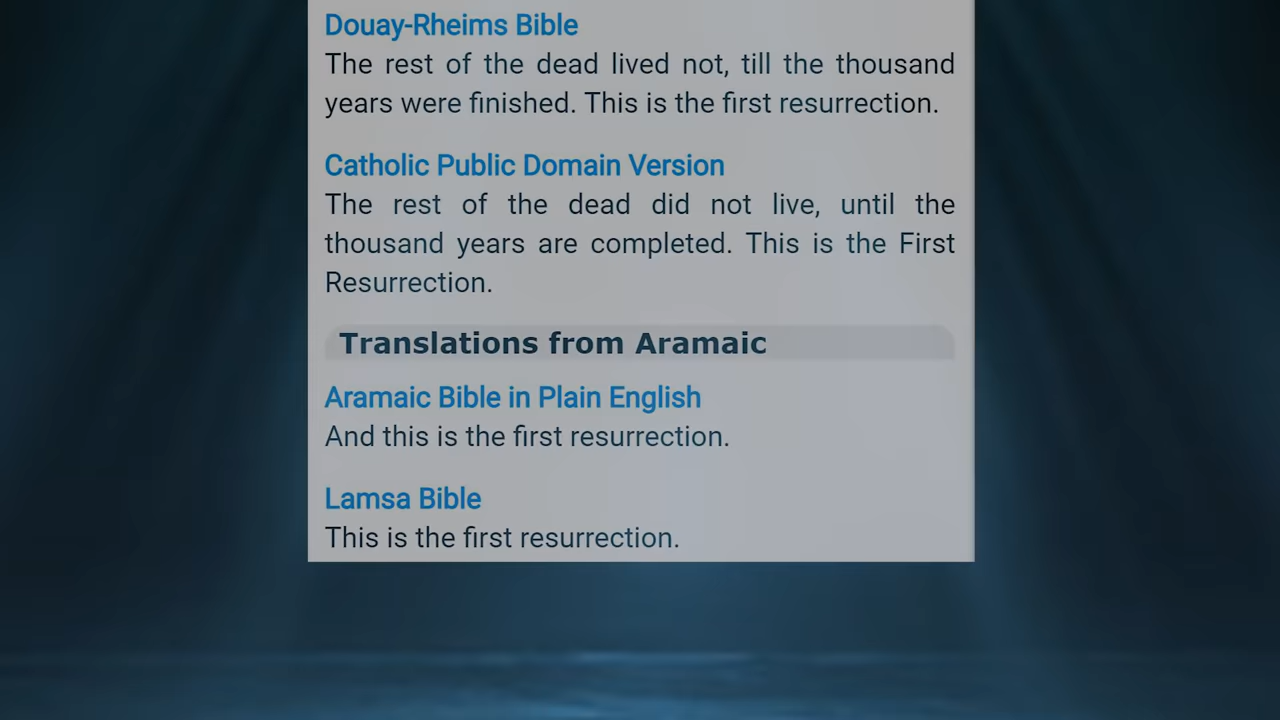 Douay-Rheims Bible
The rest of the dead lived not, till the thousand
years were finished. This is the first resurrection.
Catholic Public Domain Version
The rest of the dead did not live, until the
thousand years are completed. This is the First
Resurrection.
Translations from Aramaic
Aramaic Bible in Plain English
And this is the first resurrection.
Lamsa Bible
This is the first resurrection.